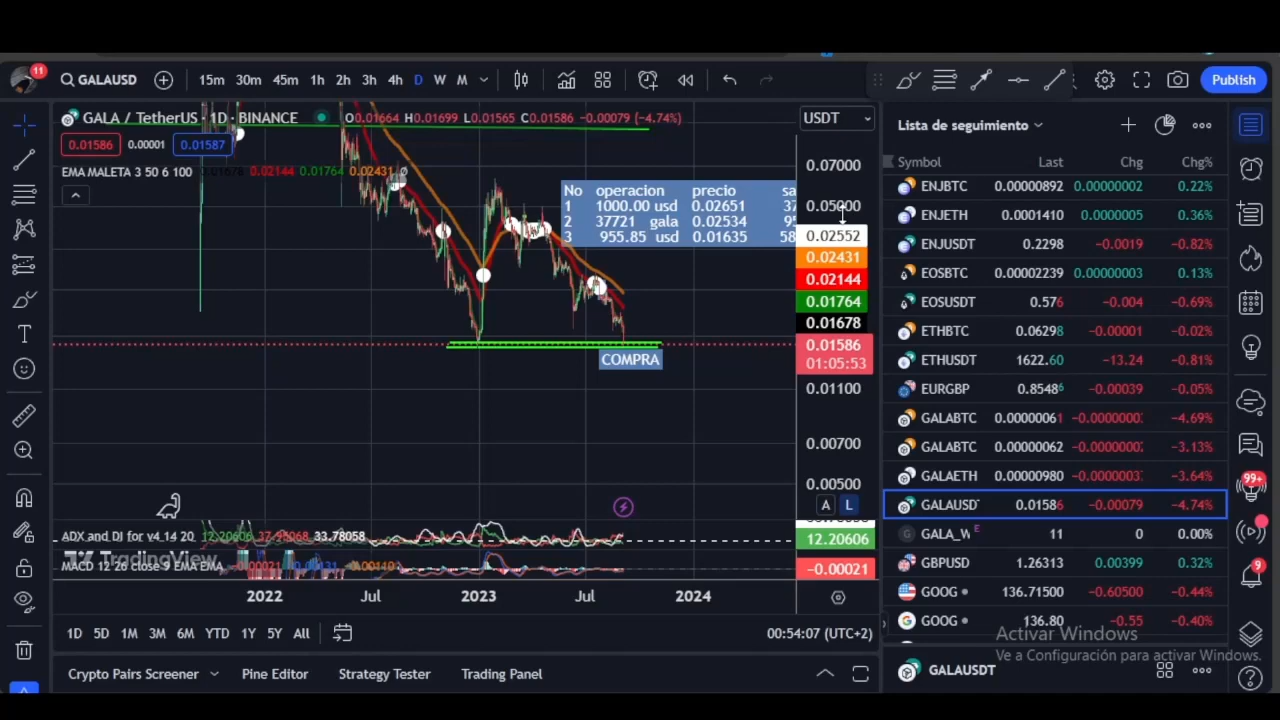 11 GALAUSD 15m 30m 45m 1h 2h 3h 4h D W M Publish
GALA / TetherUS · 1D · BINANCE O0.01664 H0.01699 L0.01565 C0.01586 −0.00079 (−4.74%) USDT
0.01586 0.00001 0.01587
EMA MALETA 3 50 6 100 0.01678 0.02144 0.01764 0.02431
No operacion precio sa
1 1000.00 usd 0.02651 37
2 37721 gala 0.02534 95
3 955.85 usd 0.01635 58
COMPRA
0.07000
0.05000
0.02552
0.02431
0.02144
0.01764
0.01678
0.01586
01:05:53
0.01100
0.00700
0.00500
A L
ADX and DI for v4 14 20 12.20606 37.98068 33.78058
12.20606
TradingView
MACD 12 26 close 9 EMA EMA −0.00021
−0.00021
2022 Jul 2023 Jul 2024
1D 5D 1M 3M 6M YTD 1Y 5Y All 00:54:07 (UTC+2)
Crypto Pairs Screener Pine Editor Strategy Tester Trading Panel
Lista de seguimiento
Symbol Last Chg Chg%
ENJBTC 0.00000892 0.00000002 0.22%
ENJETH 0.0001410 0.0000005 0.36%
ENJUSDT 0.2298 −0.0019 −0.82%
EOSBTC 0.00002239 0.00000003 0.13%
EOSUSDT 0.576 −0.004 −0.69%
ETHBTC 0.06298 −0.00001 −0.02%
ETHUSDT 1622.60 −13.24 −0.81%
EURGBP 0.85486 −0.00039 −0.05%
GALABTC 0.00000061 −0.0000000 −4.69%
GALABTC 0.00000062 −0.0000000 −3.13%
GALAETH 0.00000980 −0.0000003 −3.64%
GALAUSD 0.01586 −0.00079 −4.74%
GALA_W E 11 0 0.00%
GBPUSD 1.26313 0.00399 0.32%
GOOG 136.71500 −0.60500 −0.44%
GOOG 136.80 −0.55 −0.40%
Activar Windows
Ve a Configuración para activar Windows.
GALAUSDT
99+
9